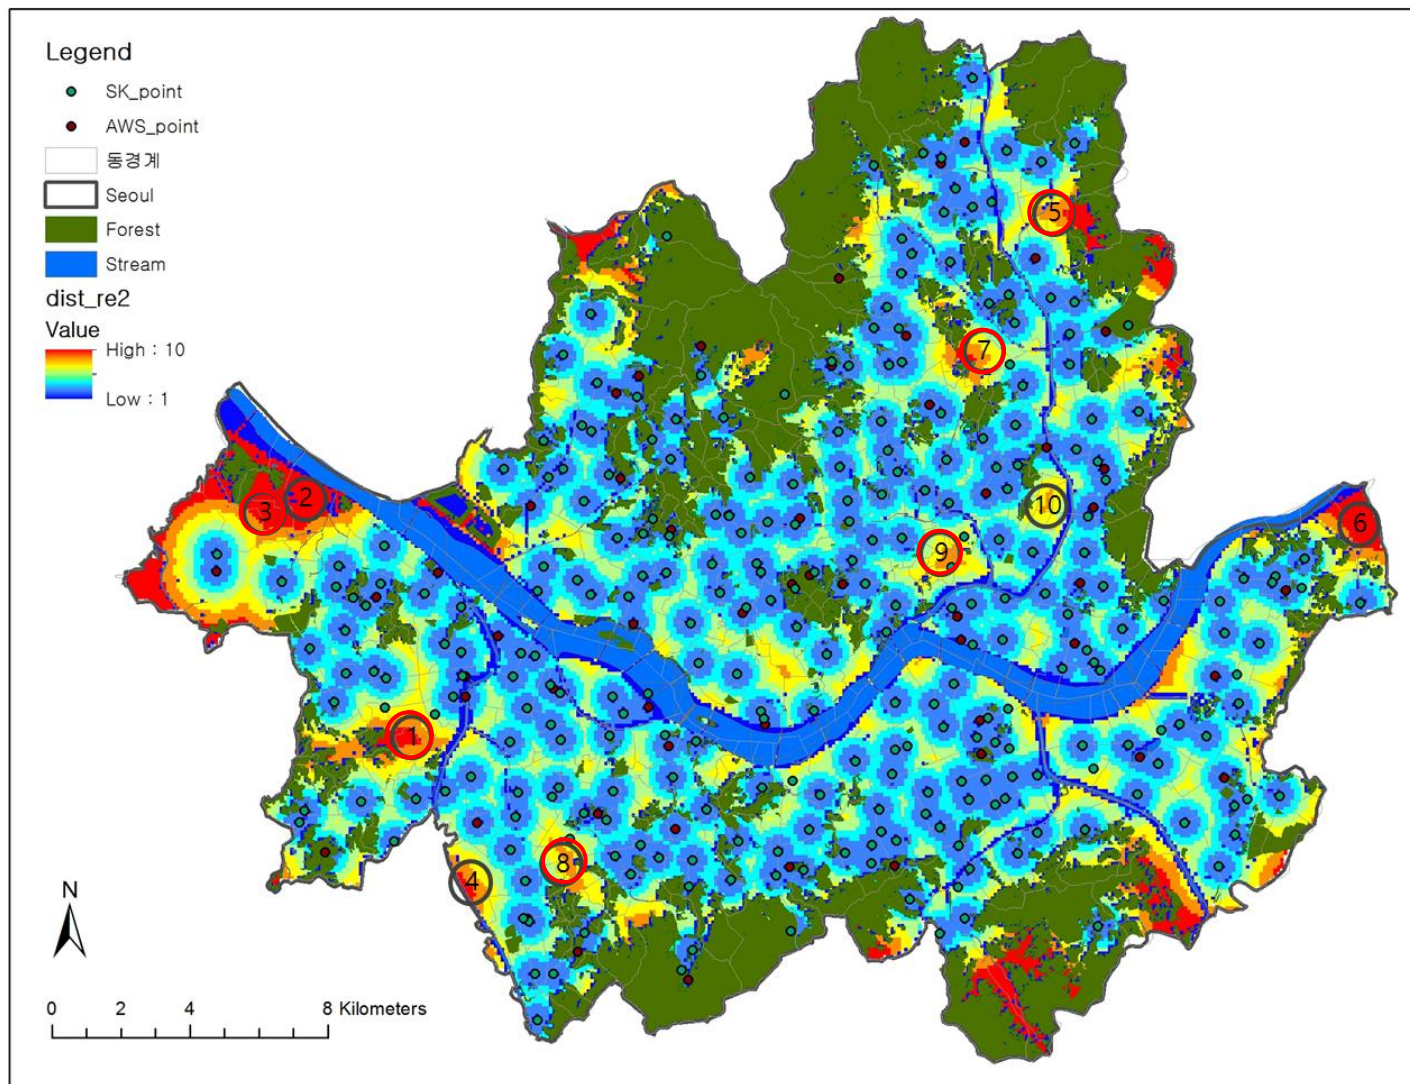 Legend
SK_point
AWS_point
동경계
Seoul
Forest
Stream
dist_re2
Value
High : 10
Low : 1
5
7
2
3
10
6
9
1
8
4
N
0 2 4 8 Kilometers